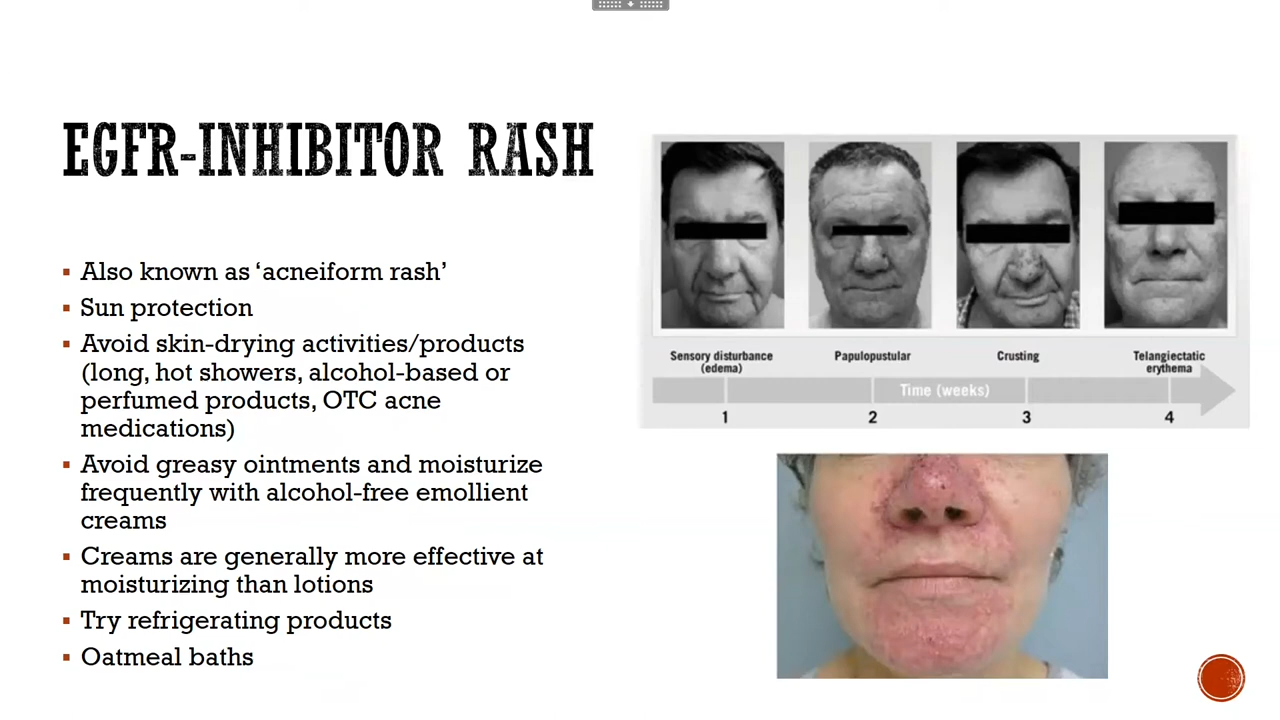 EGFR-INHIBITOR RASH
▪ Also known as ‘acneiform rash’
▪ Sun protection
▪ Avoid skin-drying activities/products
(long, hot showers, alcohol-based or
perfumed products, OTC acne
medications)
▪ Avoid greasy ointments and moisturize
frequently with alcohol-free emollient
creams
▪ Creams are generally more effective at
moisturizing than lotions
▪ Try refrigerating products
▪ Oatmeal baths
Sensory disturbance
(edema)
Papulopustular
Crusting
Telangiectatic
erythema
Time (weeks)
1 2 3 4